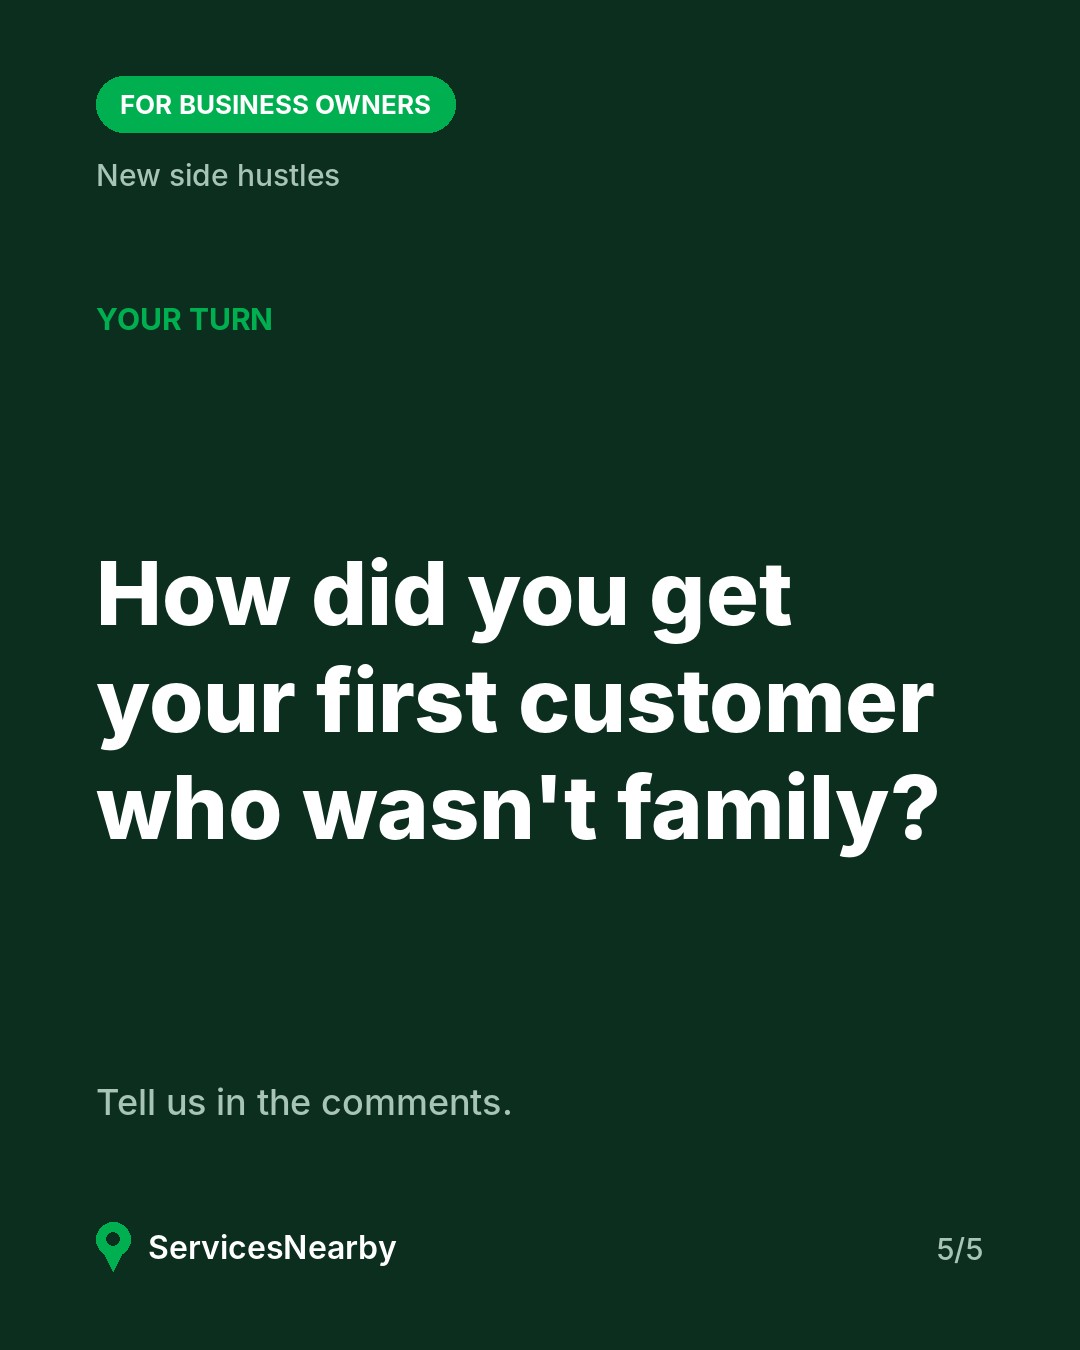 FOR BUSINESS OWNERS
New side hustles
YOUR TURN
How did you get
your first customer
who wasn't family?
Tell us in the comments.
ServicesNearby
5/5